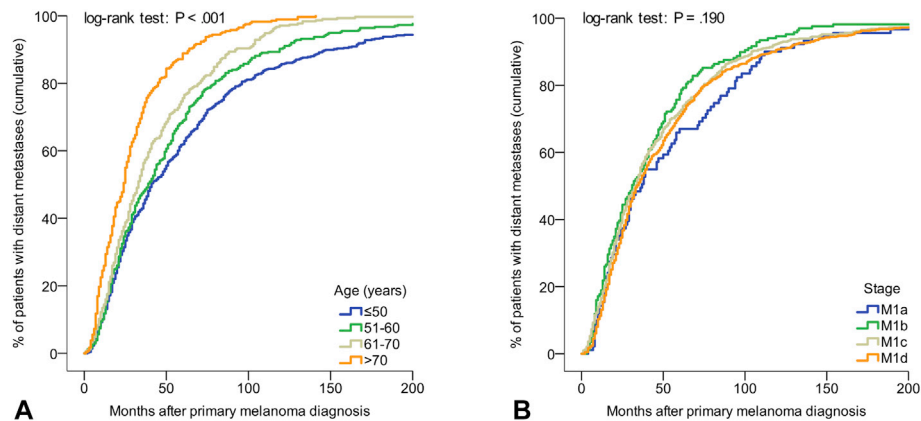 log-rank test: P < .001
% of patients with distant metastases (cumulative)
100
80
60
40
20
0
Age (years)
≤50
51-60
61-70
>70
0 50 100 150 200
Months after primary melanoma diagnosis
A
log-rank test: P = .190
% of patients with distant metastases (cumulative)
100
80
60
40
20
0
Stage
M1a
M1b
M1c
M1d
0 50 100 150 200
Months after primary melanoma diagnosis
B